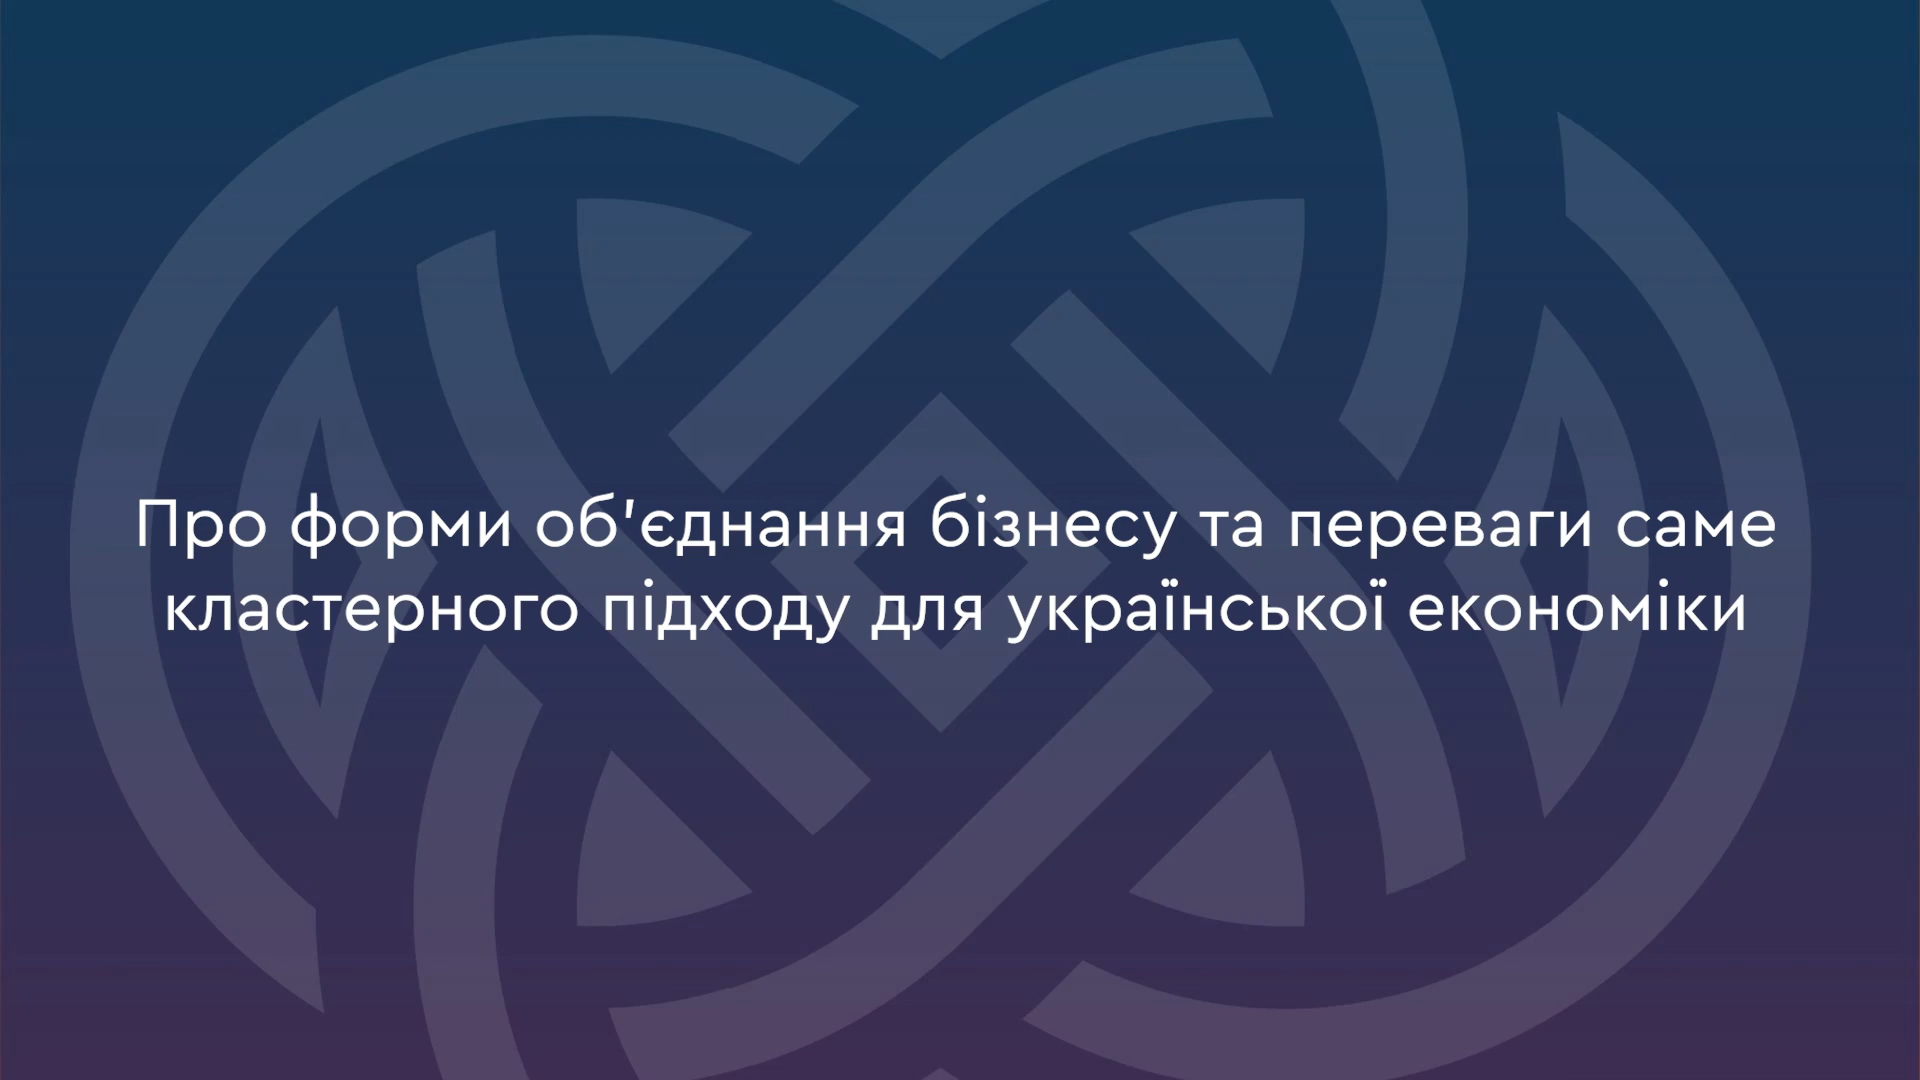 Про форми об'єднання бізнесу та переваги саме
кластерного підходу для української економіки